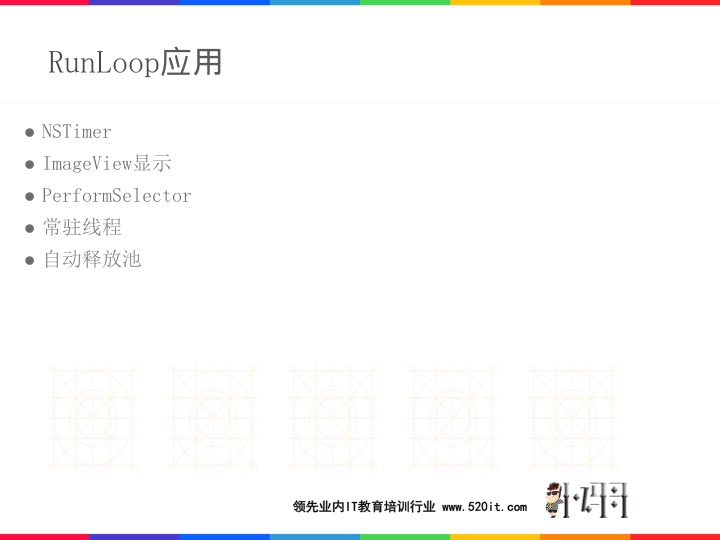 RunLoop应用
● NSTimer
● ImageView显示
● PerformSelector
● 常驻线程
● 自动释放池
领先业内IT教育培训行业 www.520it.com
小码哥